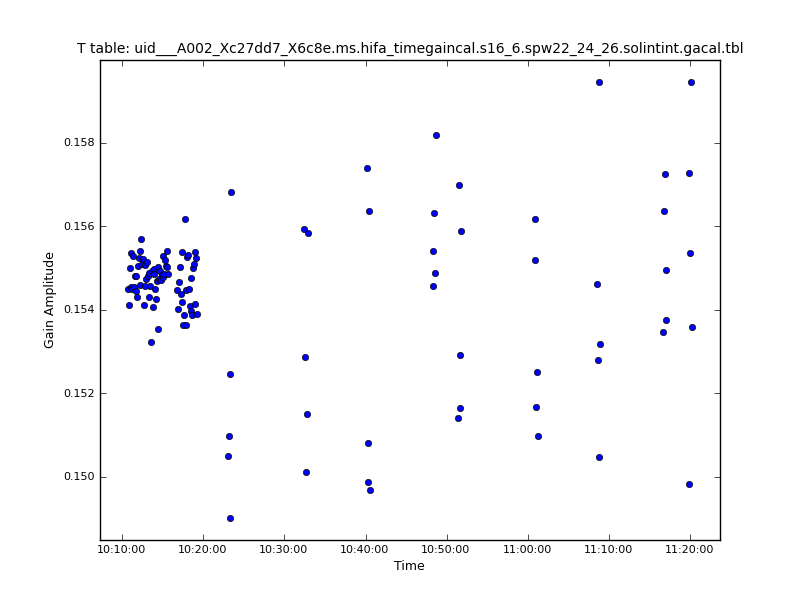 T table: uid___A002_Xc27dd7_X6c8e.ms.hifa_timegaincal.s16_6.spw22_24_26.solintint.gacal.tbl
0.158
0.156
0.154
0.152
0.150
Gain Amplitude
10:10:00 10:20:00 10:30:00 10:40:00 10:50:00 11:00:00 11:10:00 11:20:00
Time